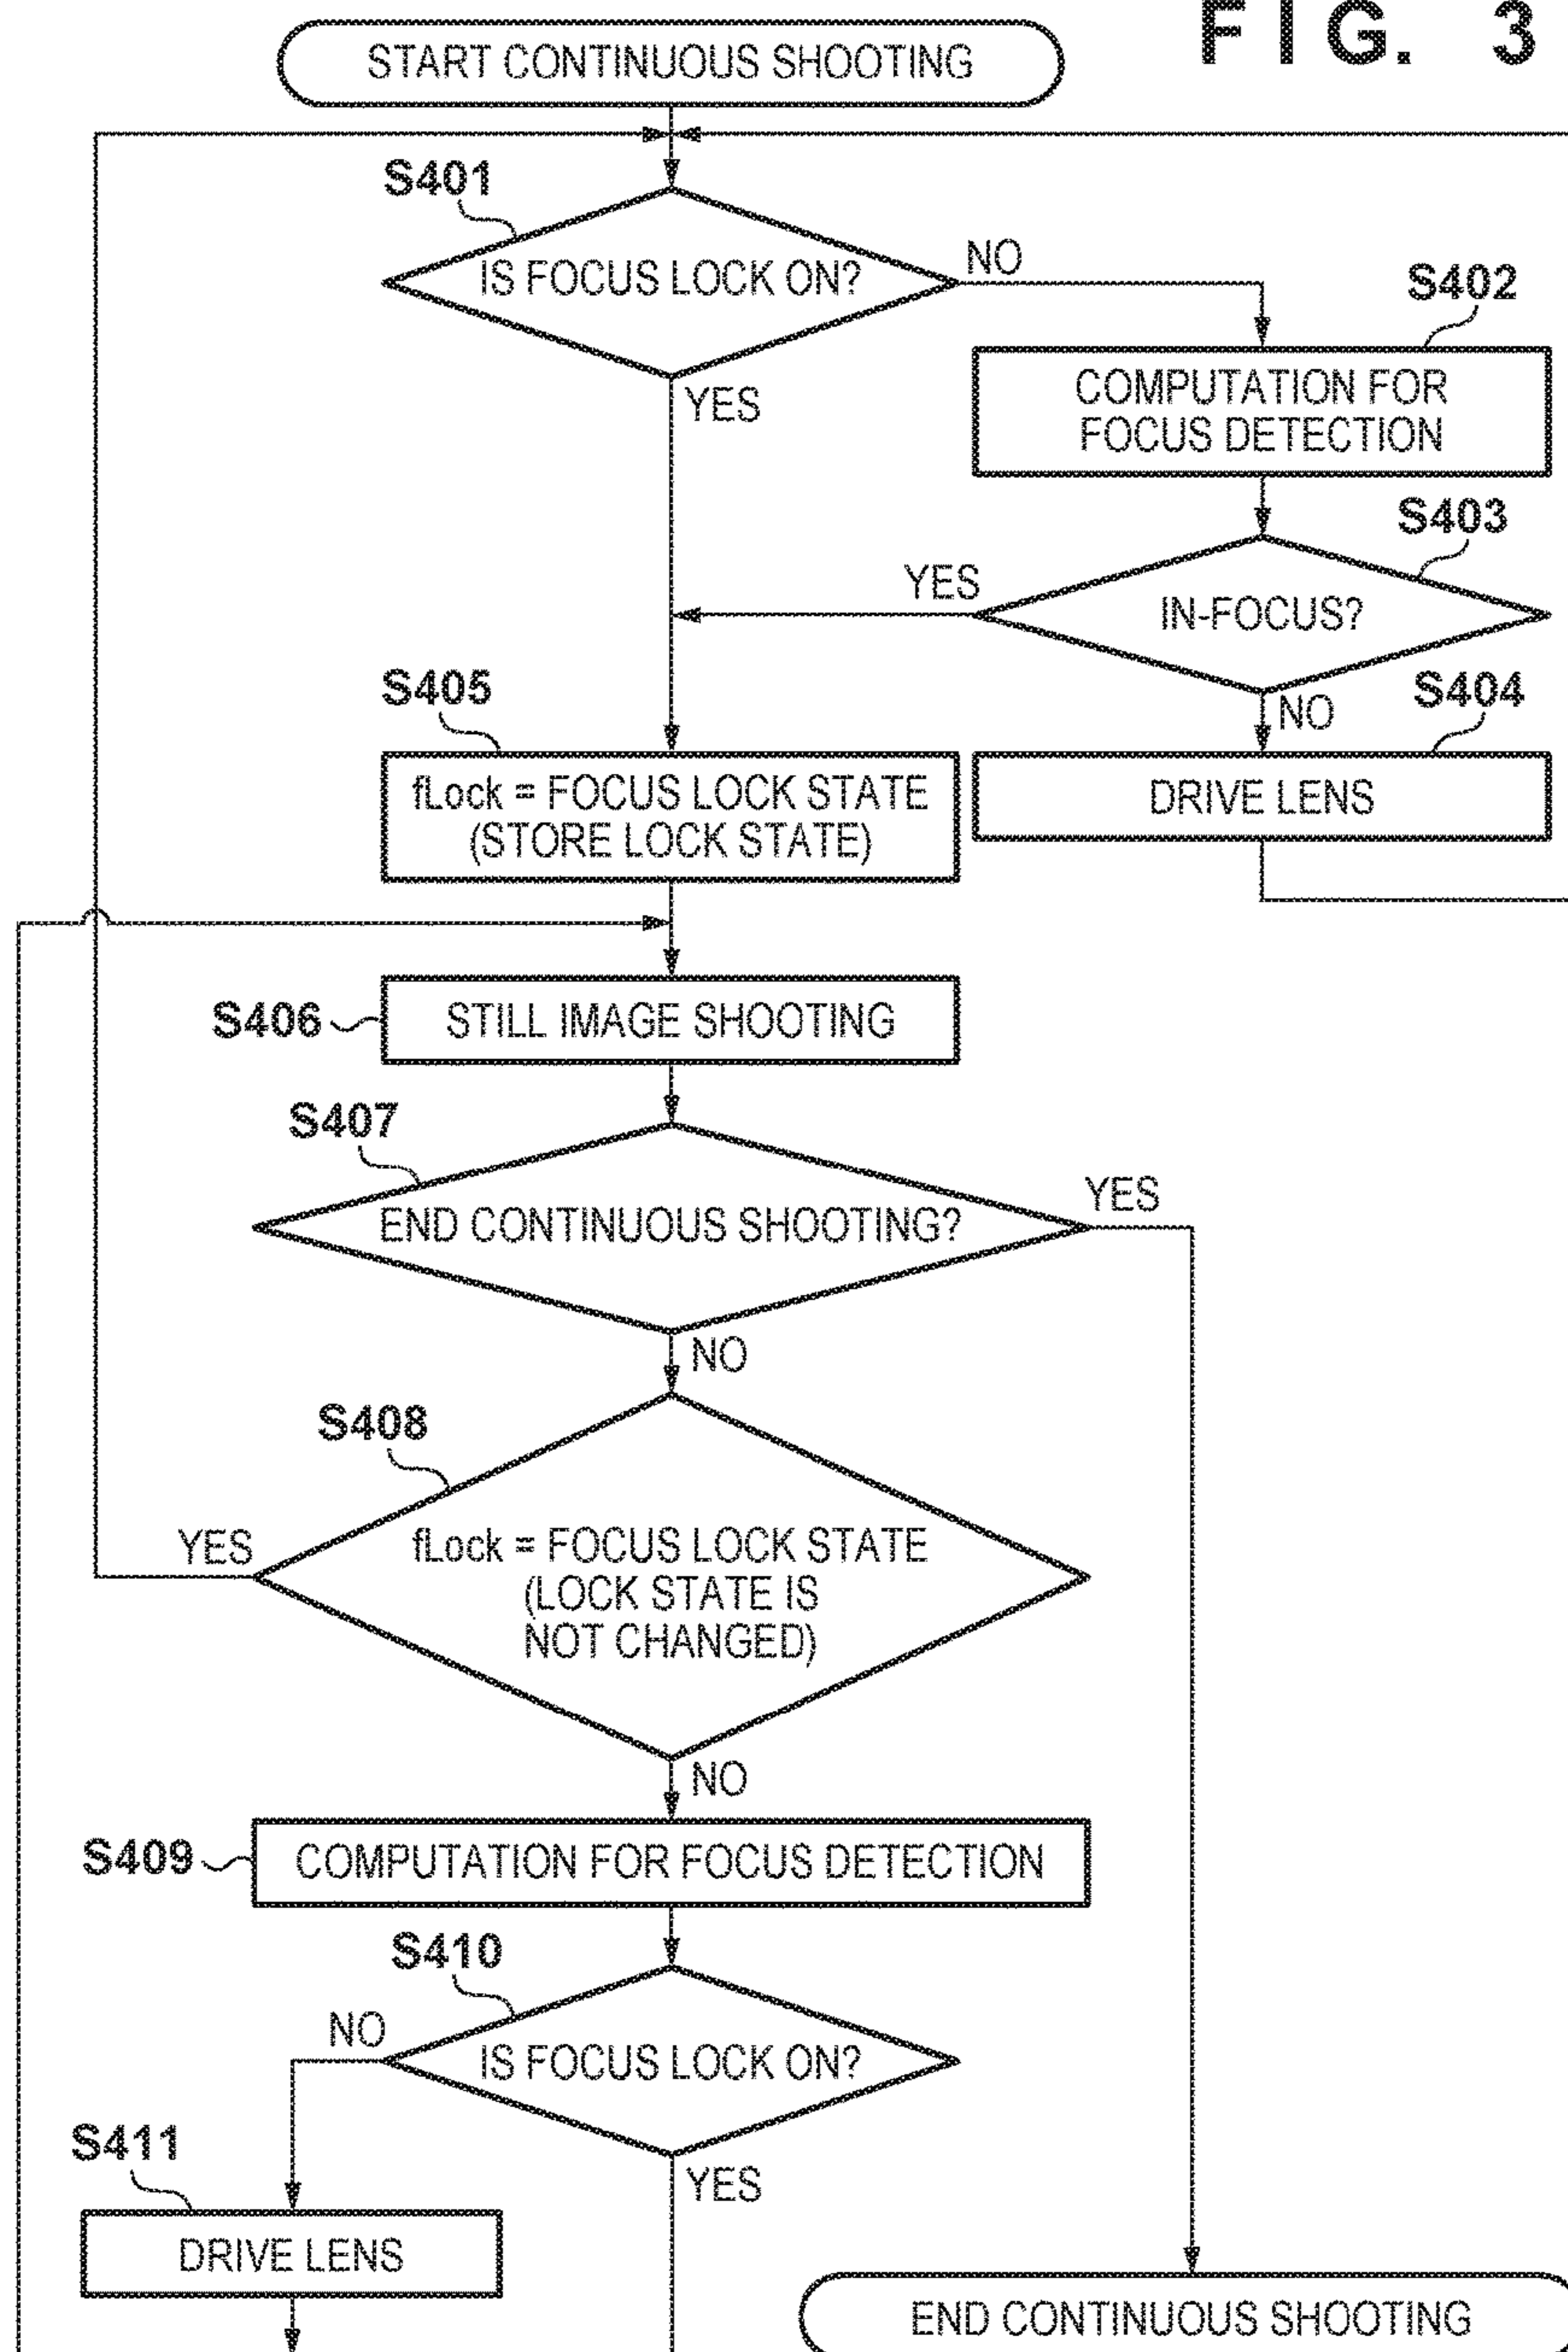 FIG. 3
START CONTINUOUS SHOOTING
S401
IS FOCUS LOCK ON?
NO
YES
S402
COMPUTATION FOR
FOCUS DETECTION
S403
IN-FOCUS?
YES
NO
S404
DRIVE LENS
S405
fLock = FOCUS LOCK STATE
(STORE LOCK STATE)
S406
STILL IMAGE SHOOTING
S407
END CONTINUOUS SHOOTING?
YES
NO
S408
fLock = FOCUS LOCK STATE
(LOCK STATE IS
NOT CHANGED)
YES
NO
S409
COMPUTATION FOR FOCUS DETECTION
S410
IS FOCUS LOCK ON?
NO
YES
S411
DRIVE LENS
END CONTINUOUS SHOOTING